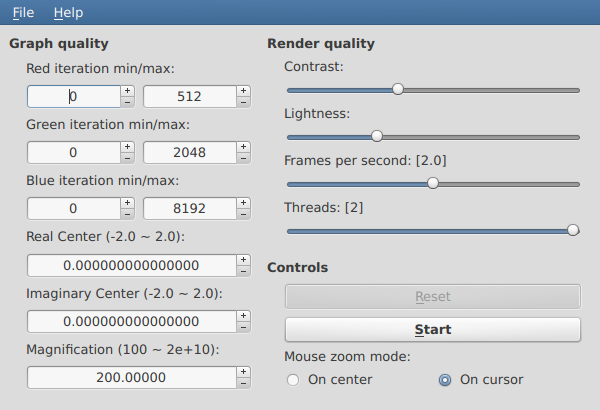 File Help
Graph quality
Red iteration min/max:
0 512
Green iteration min/max:
0 2048
Blue iteration min/max:
0 8192
Real Center (-2.0 ~ 2.0):
0.000000000000000
Imaginary Center (-2.0 ~ 2.0):
0.000000000000000
Magnification (100 ~ 2e+10):
200.00000
Render quality
Contrast:
Lightness:
Frames per second: [2.0]
Threads: [2]
Controls
Reset
Start
Mouse zoom mode:
On center On cursor